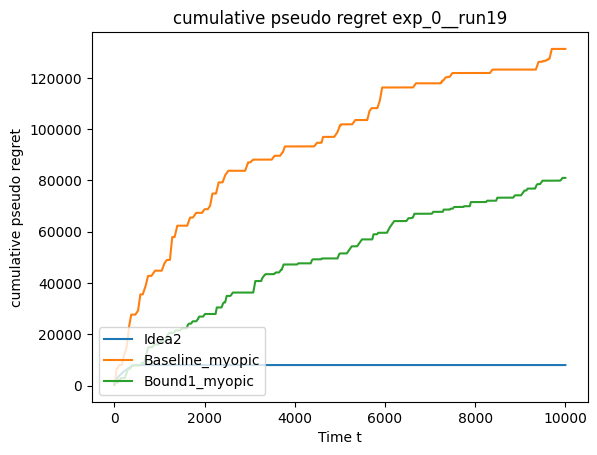 cumulative pseudo regret exp_0__run19
cumulative pseudo regret
120000
100000
80000
60000
40000
20000
0
Idea2
Baseline_myopic
Bound1_myopic
0 2000 4000 6000 8000 10000
Time t